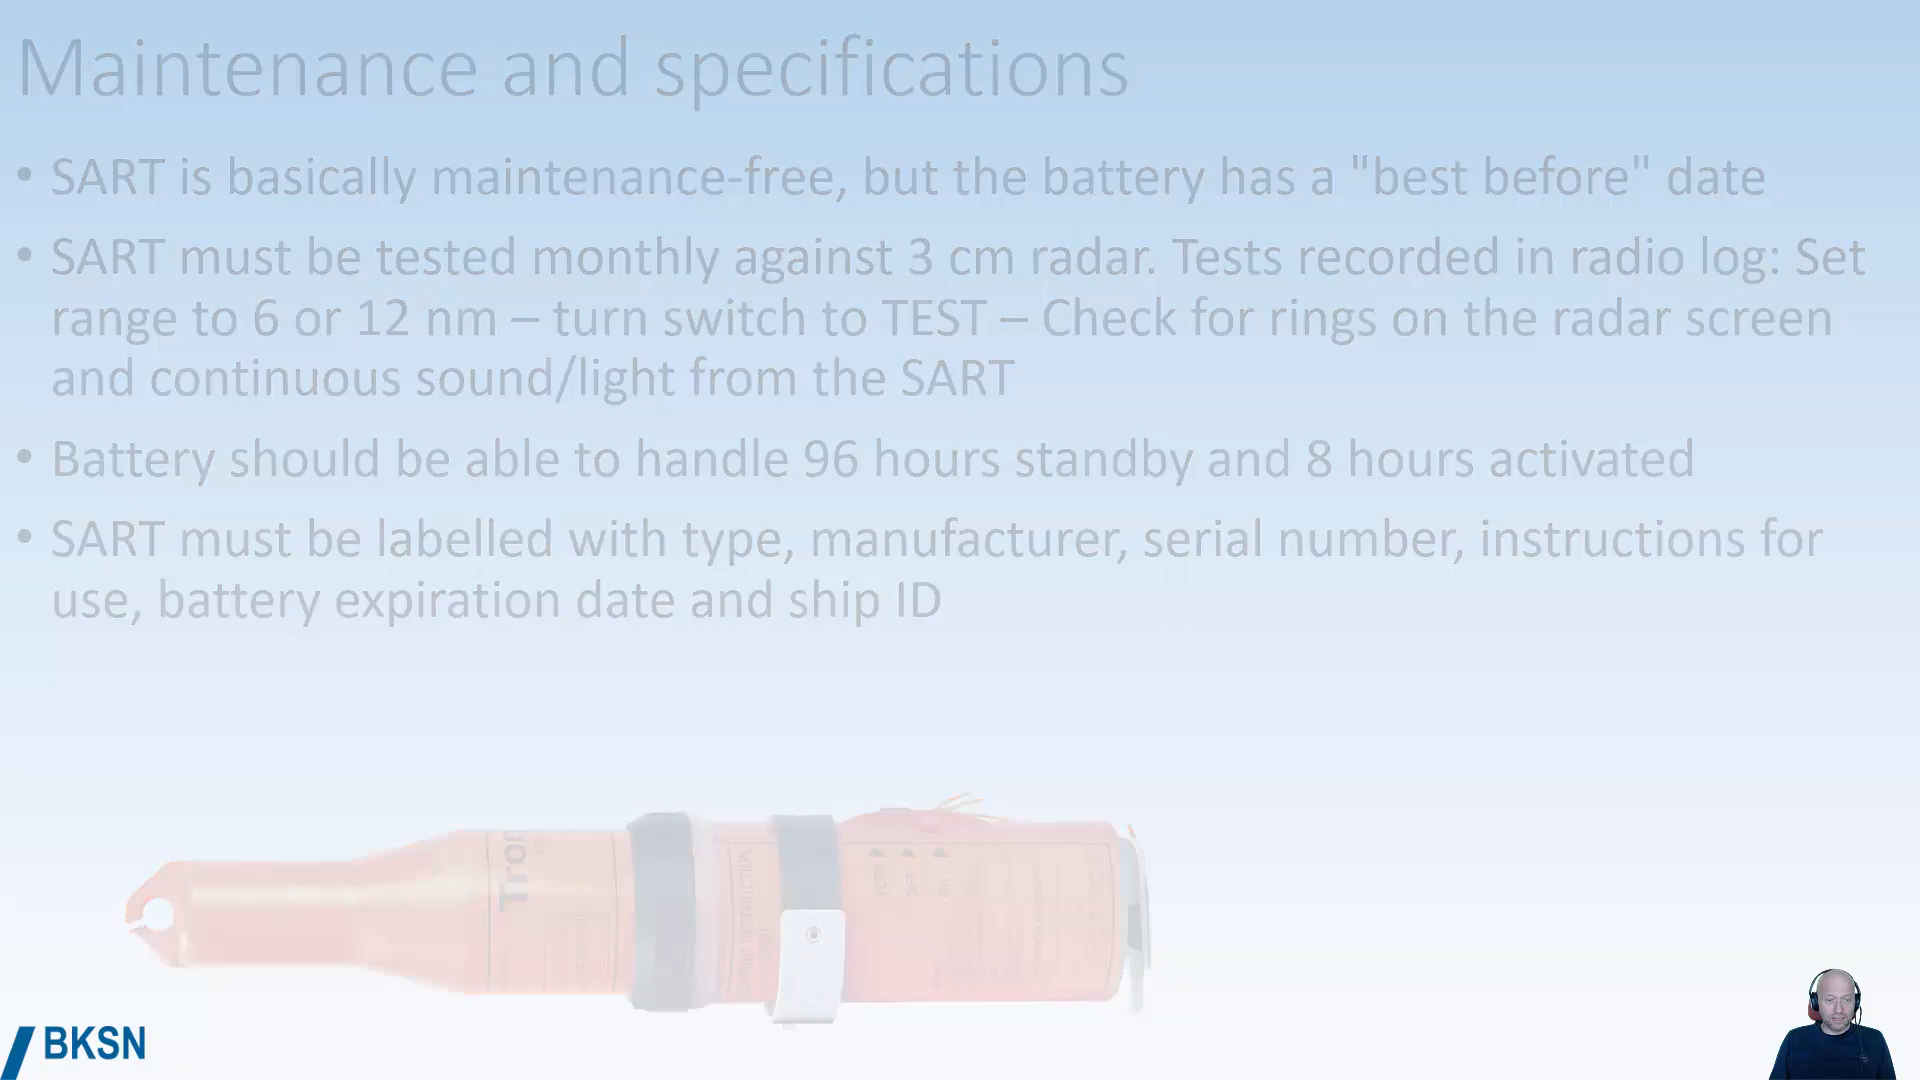 Maintenance and specifications
• SART is basically maintenance-free, but the battery has a "best before" date
• SART must be tested monthly against 3 cm radar. Tests recorded in radio log: Set
range to 6 or 12 nm – turn switch to TEST – Check for rings on the radar screen
and continuous sound/light from the SART
• Battery should be able to handle 96 hours standby and 8 hours activated
• SART must be labelled with type, manufacturer, serial number, instructions for
use, battery expiration date and ship ID
Tron
TEST
OFF
BKSN